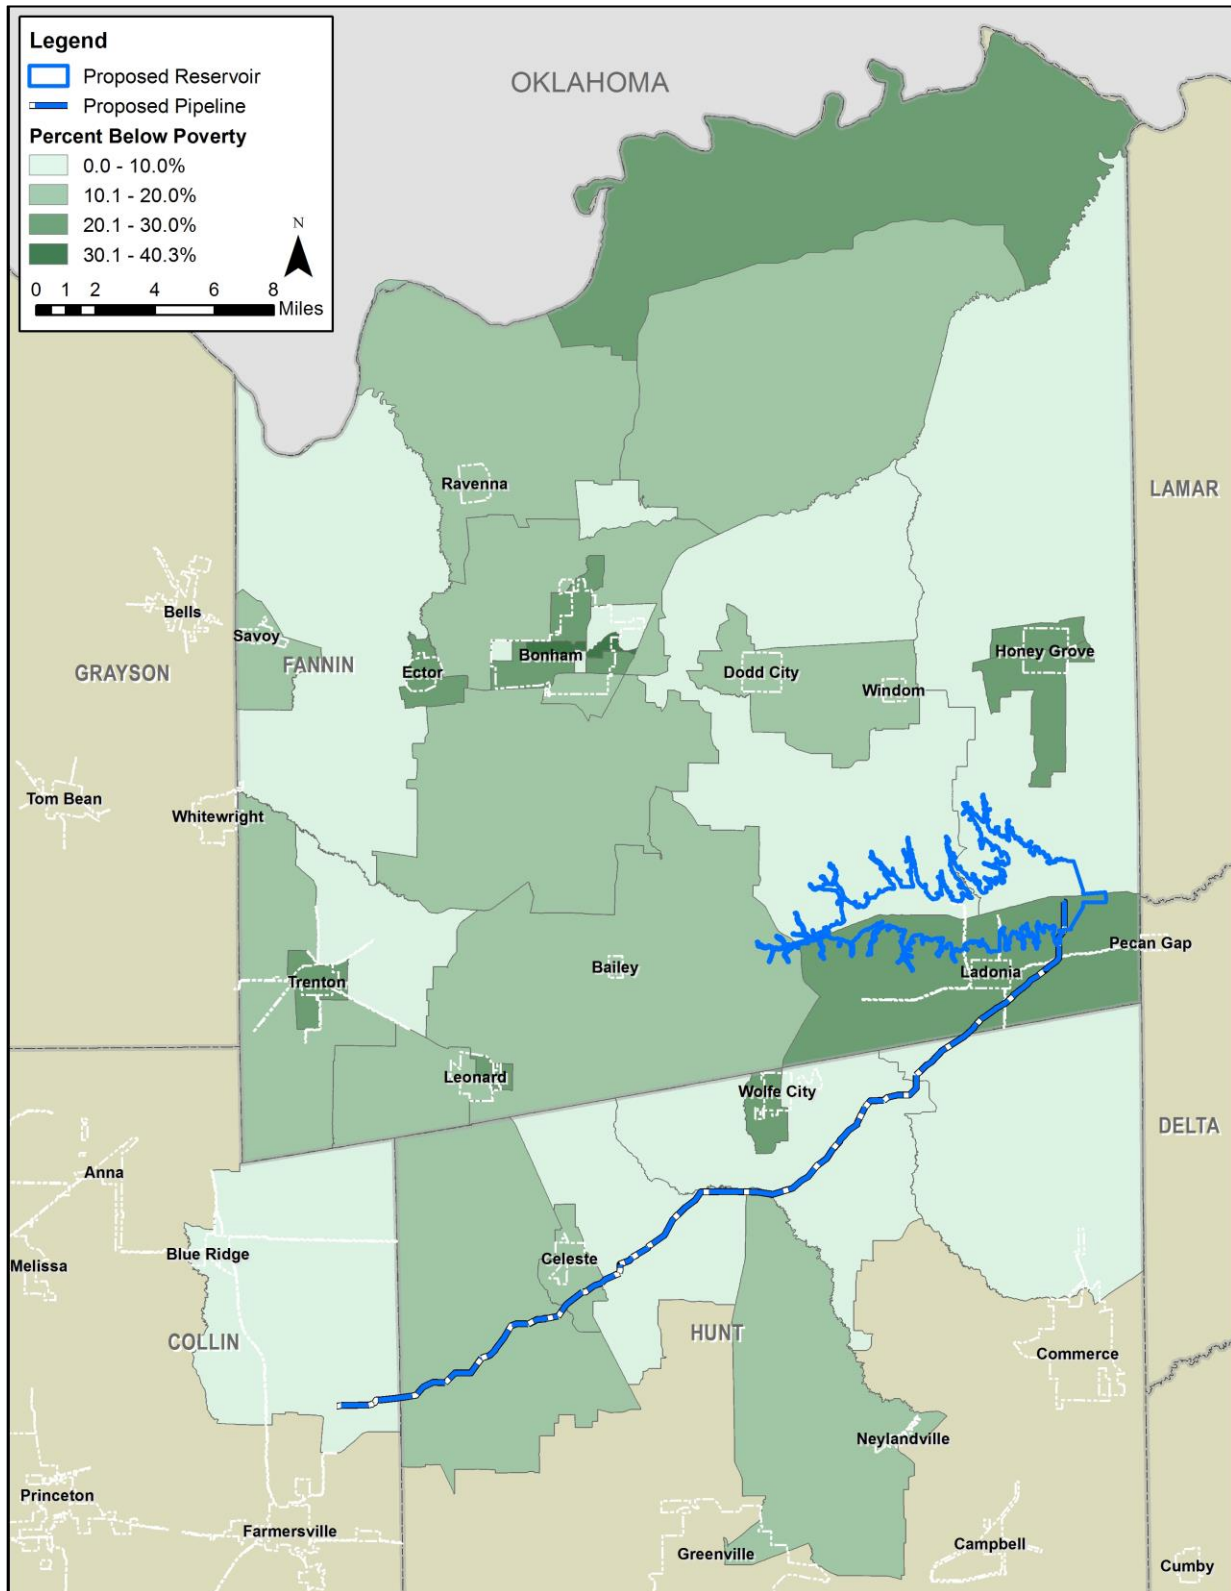 Legend
Proposed Reservoir
Proposed Pipeline
Percent Below Poverty
0.0 - 10.0%
10.1 - 20.0%
20.1 - 30.0%
30.1 - 40.3%
N
0 1 2 4 6 8
Miles
OKLAHOMA
Ravenna
LAMAR
Bells
Savoy
GRAYSON
FANNIN
Ector
Bonham
Dodd City
Windom
Honey Grove
Tom Bean
Whitewright
Trenton
Bailey
Ladonia
Pecan Gap
Leonard
Wolfe City
DELTA
Anna
Melissa
Blue Ridge
Celeste
COLLIN
HUNT
Commerce
Neylandville
Princeton
Farmersville
Greenville
Campbell
Cumby